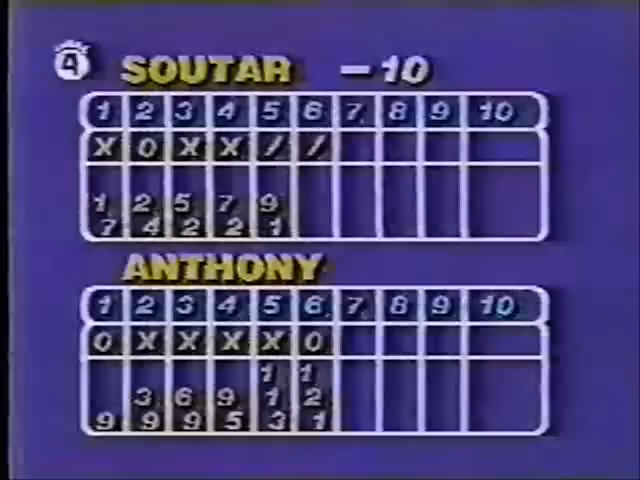 4 SOUTAR -10
1 2 3 4 5 6 7 8 9 10
X O X X / /
1 2 5 7 9
7 4 2 2 1
ANTHONY
1 2 3 4 5 6 7 8 9 10
O X X X X O
1 1
3 6 9 1 2
9 9 9 5 3 1